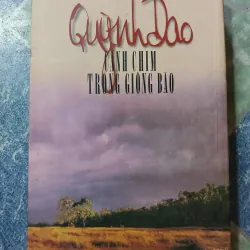 Quỳnh Dao
CÁNH CHIM
TRONG GIÔNG BÃO